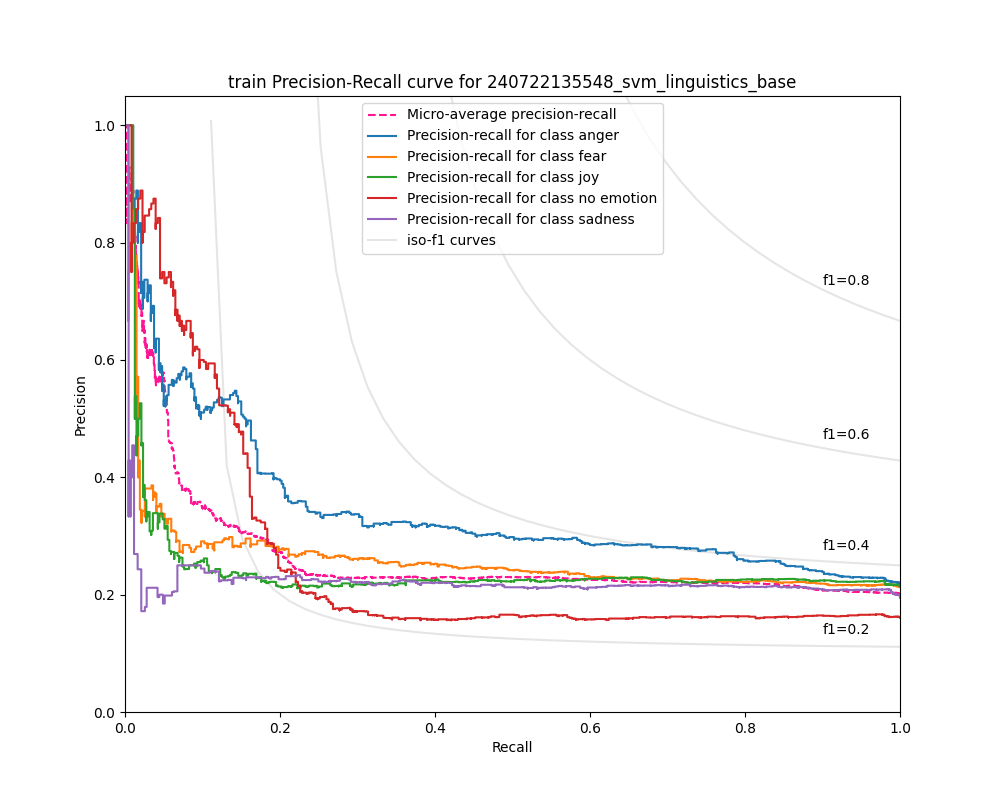 train Precision-Recall curve for 240722135548_svm_linguistics_base
Micro-average precision-recall
Precision-recall for class anger
Precision-recall for class fear
Precision-recall for class joy
Precision-recall for class no emotion
Precision-recall for class sadness
iso-f1 curves
f1=0.8
f1=0.6
f1=0.4
f1=0.2
Precision
1.0
0.8
0.6
0.4
0.2
0.0
0.0 0.2 0.4 0.6 0.8 1.0
Recall